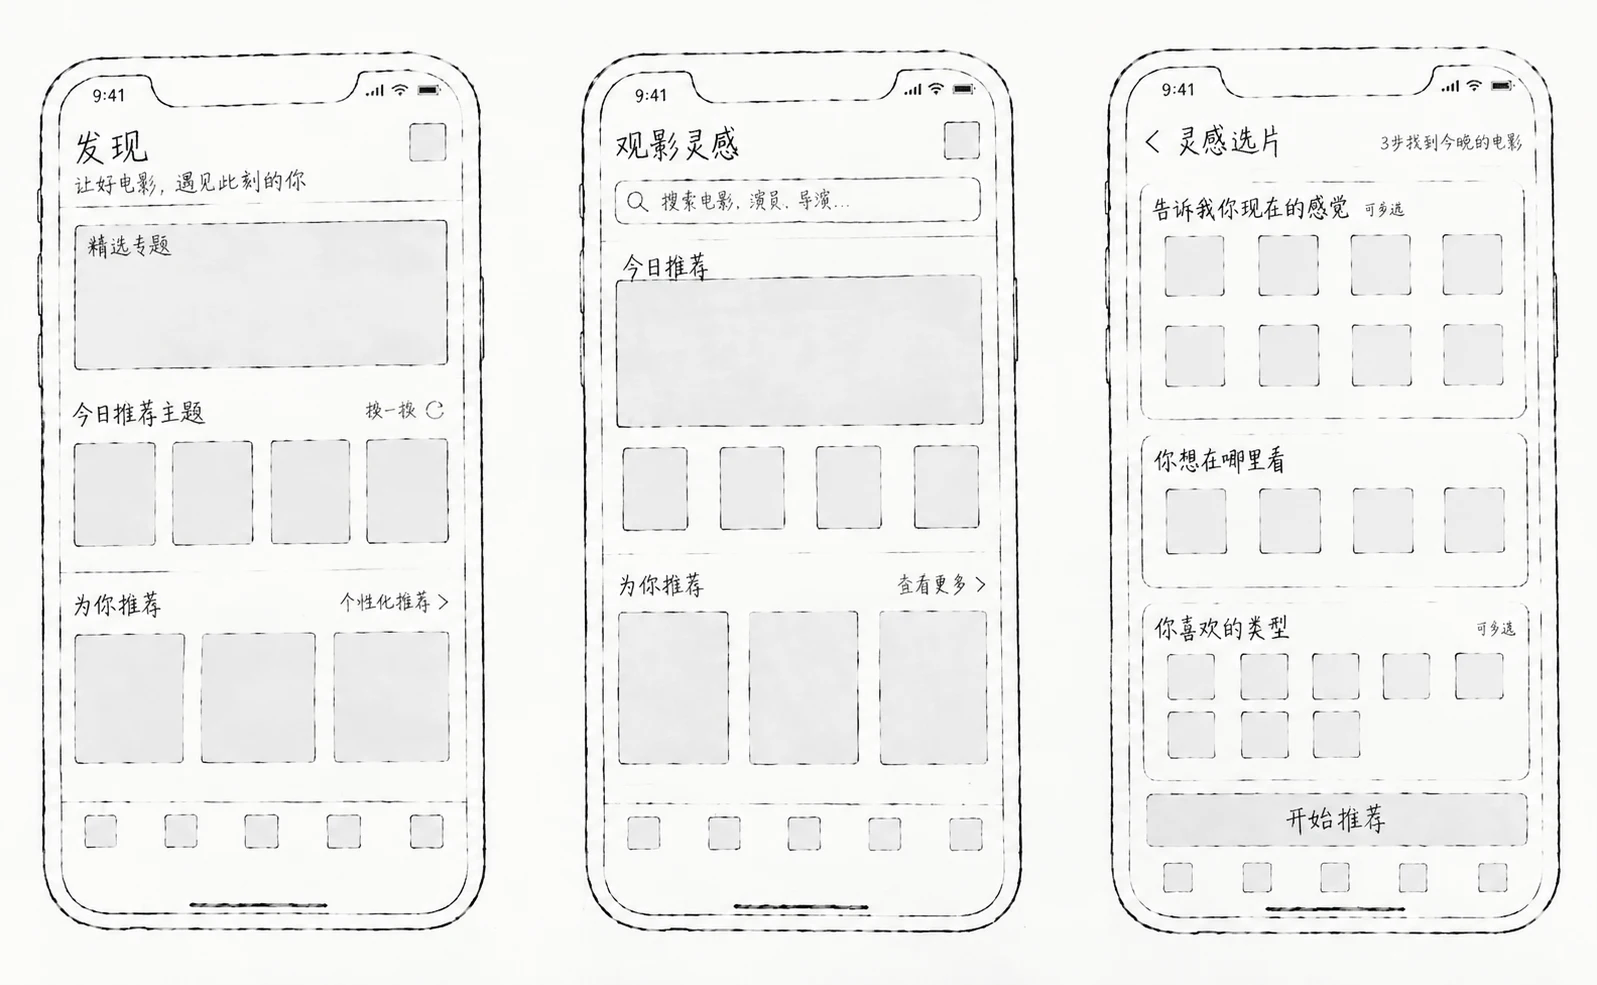 9:41
发现
让好电影，遇见此刻的你
精选专题
今日推荐主题
换一换
为你推荐
个性化推荐 >
9:41
观影灵感
搜索电影、演员、导演...
今日推荐
为你推荐
查看更多 >
9:41
< 灵感选片
3步找到今晚的电影
告诉我你现在的感觉 可多选
你想在哪里看
你喜欢的类型
可多选
开始推荐